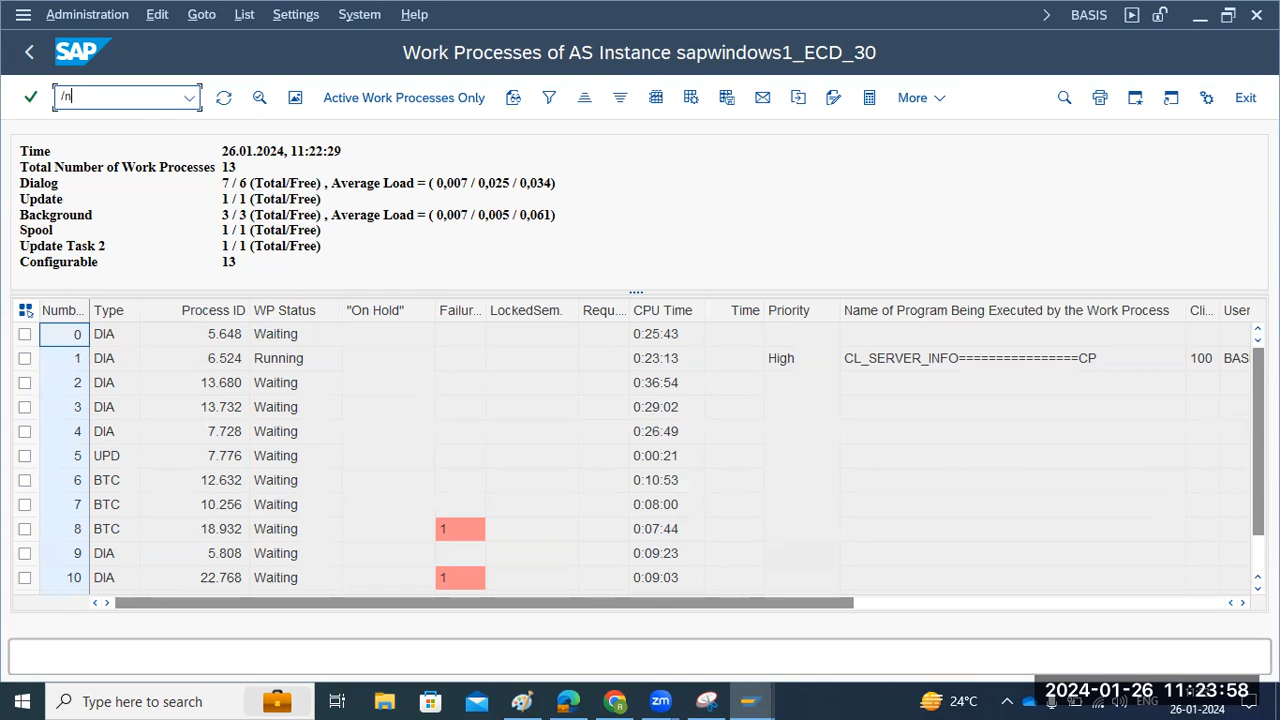 Administration Edit Goto List Settings System Help BASIS
SAP Work Processes of AS Instance sapwindows1_ECD_30
/n Active Work Processes Only More Exit
Time 26.01.2024, 11:22:29
Total Number of Work Processes 13
Dialog 7 / 6 (Total/Free) , Average Load = ( 0,007 / 0,025 / 0,034)
Update 1 / 1 (Total/Free)
Background 3 / 3 (Total/Free) , Average Load = ( 0,007 / 0,005 / 0,061)
Spool 1 / 1 (Total/Free)
Update Task 2 1 / 1 (Total/Free)
Configurable 13
Numb... Type Process ID WP Status "On Hold" Failur... LockedSem. Requ.... CPU Time Time Priority Name of Program Being Executed by the Work Process Cli... User
0 DIA 5.648 Waiting 0:25:43
1 DIA 6.524 Running 0:23:13 High CL_SERVER_INFO================CP 100 BAS
2 DIA 13.680 Waiting 0:36:54
3 DIA 13.732 Waiting 0:29:02
4 DIA 7.728 Waiting 0:26:49
5 UPD 7.776 Waiting 0:00:21
6 BTC 12.632 Waiting 0:10:53
7 BTC 10.256 Waiting 0:08:00
8 BTC 18.932 Waiting 1 0:07:44
9 DIA 5.808 Waiting 0:09:23
10 DIA 22.768 Waiting 1 0:09:03
Type here to search zm 24°C ENG
2024-01-26 11:23:58
26-01-2024